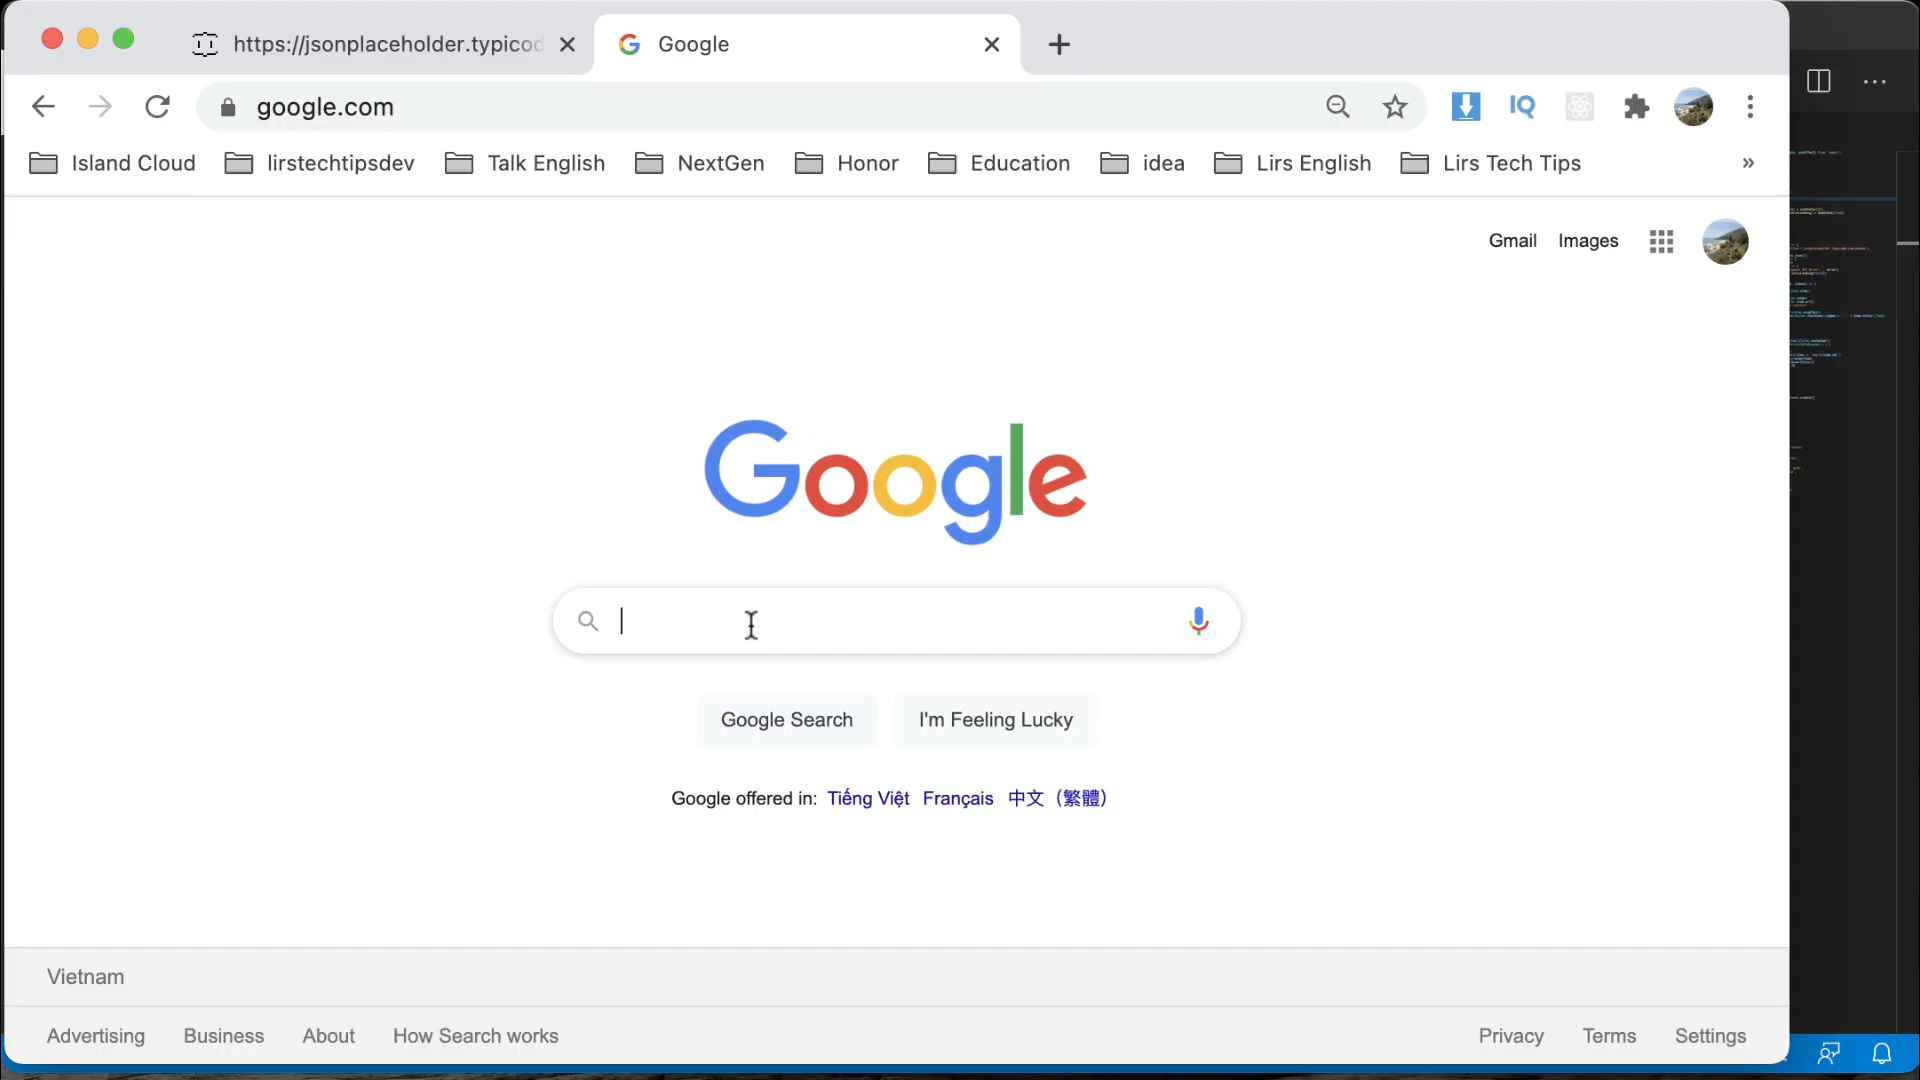 https://jsonplaceholder.typicod
Google
google.com
IQ
Island Cloud
lirstechtipsdev
Talk English
NextGen
Honor
Education
idea
Lirs English
Lirs Tech Tips
»
Gmail
Images
Google
Google Search
I'm Feeling Lucky
Google offered in: Tiếng Việt Français 中文（繁體）
Vietnam
Advertising
Business
About
How Search works
Privacy
Terms
Settings